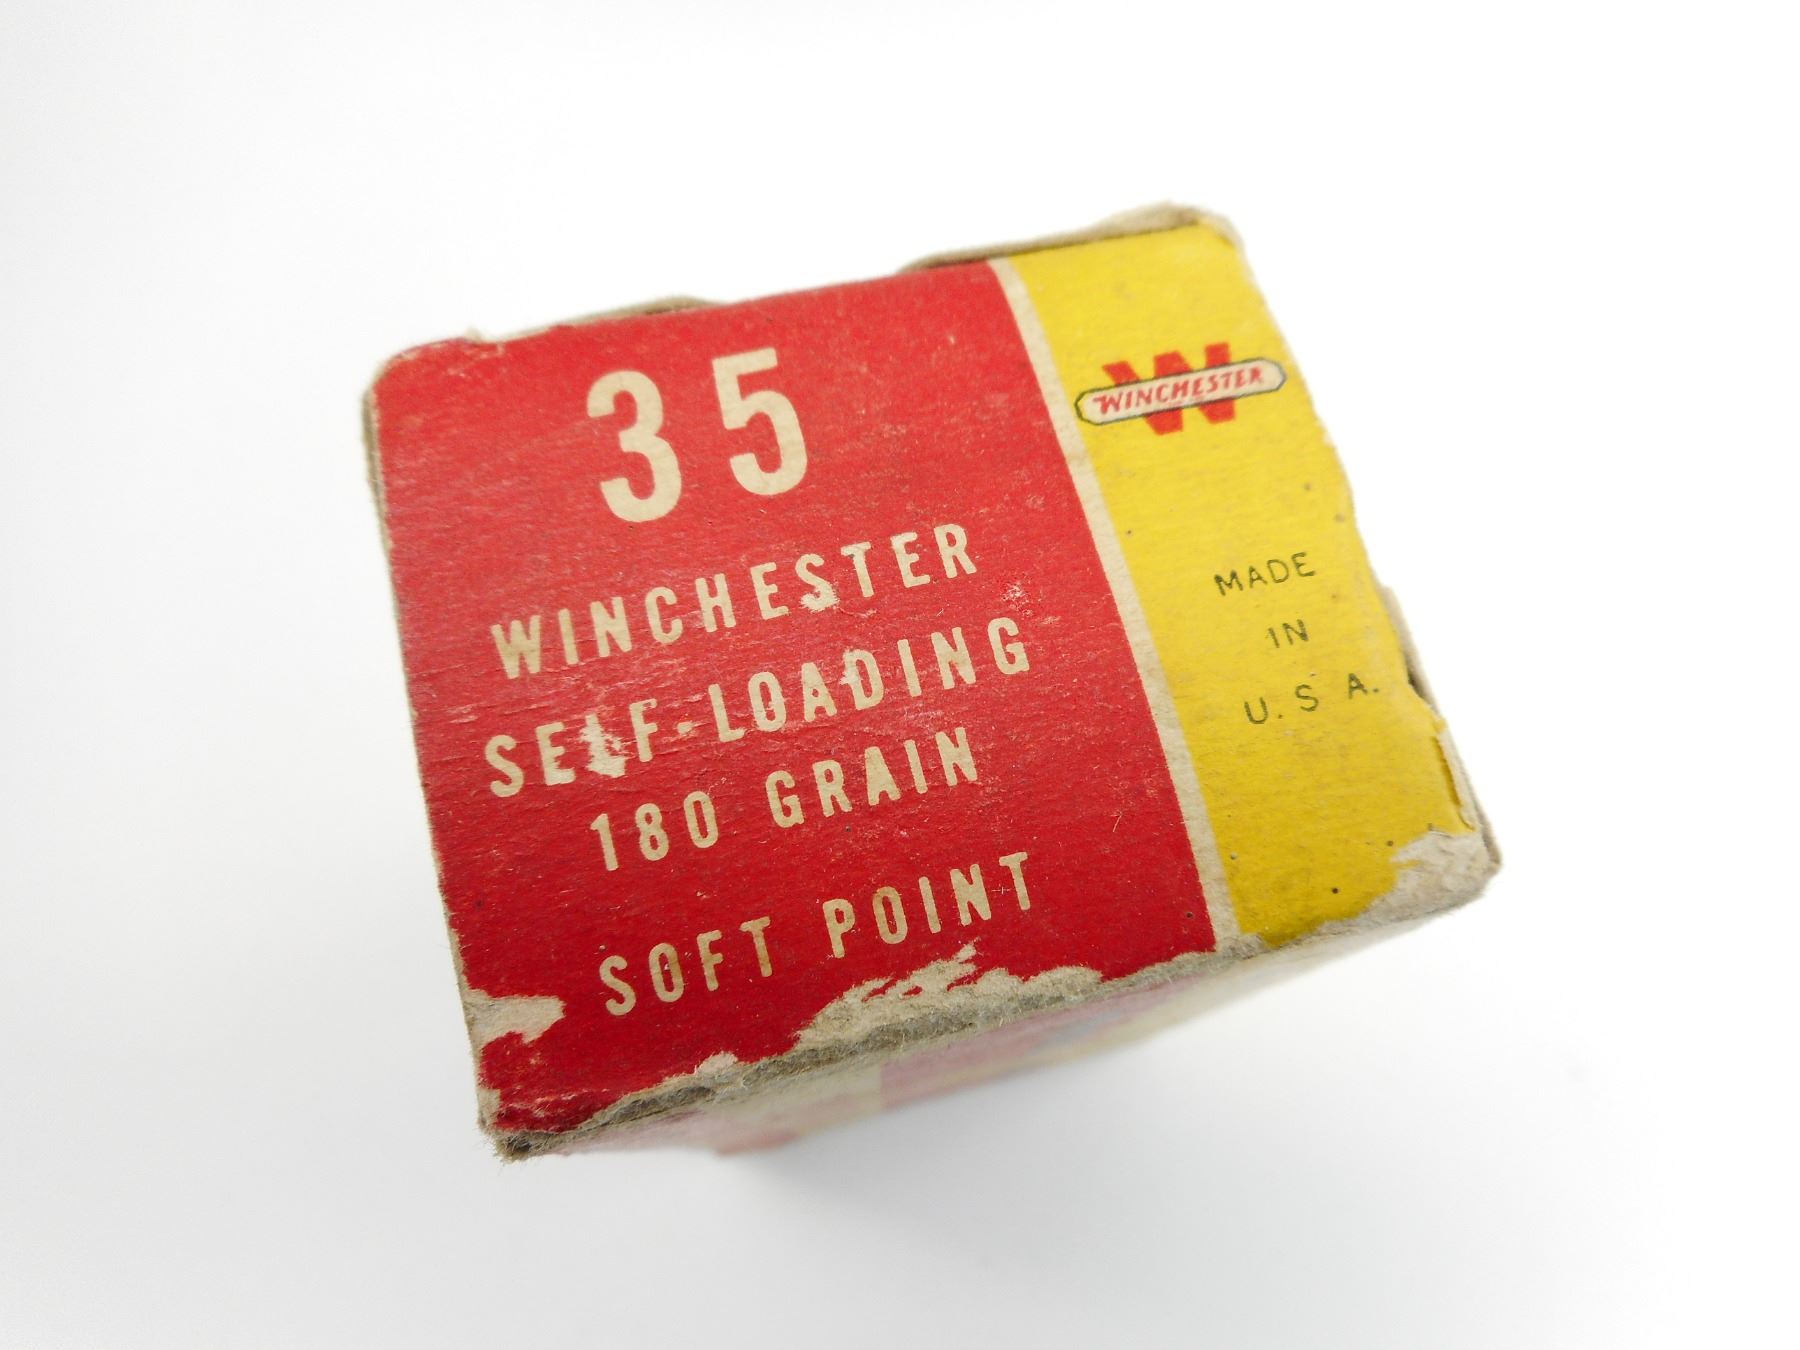 35
WINCHESTER
SELF-LOADING
180 GRAIN
SOFT POINT
W
WINCHESTER
MADE
IN
U. S A.